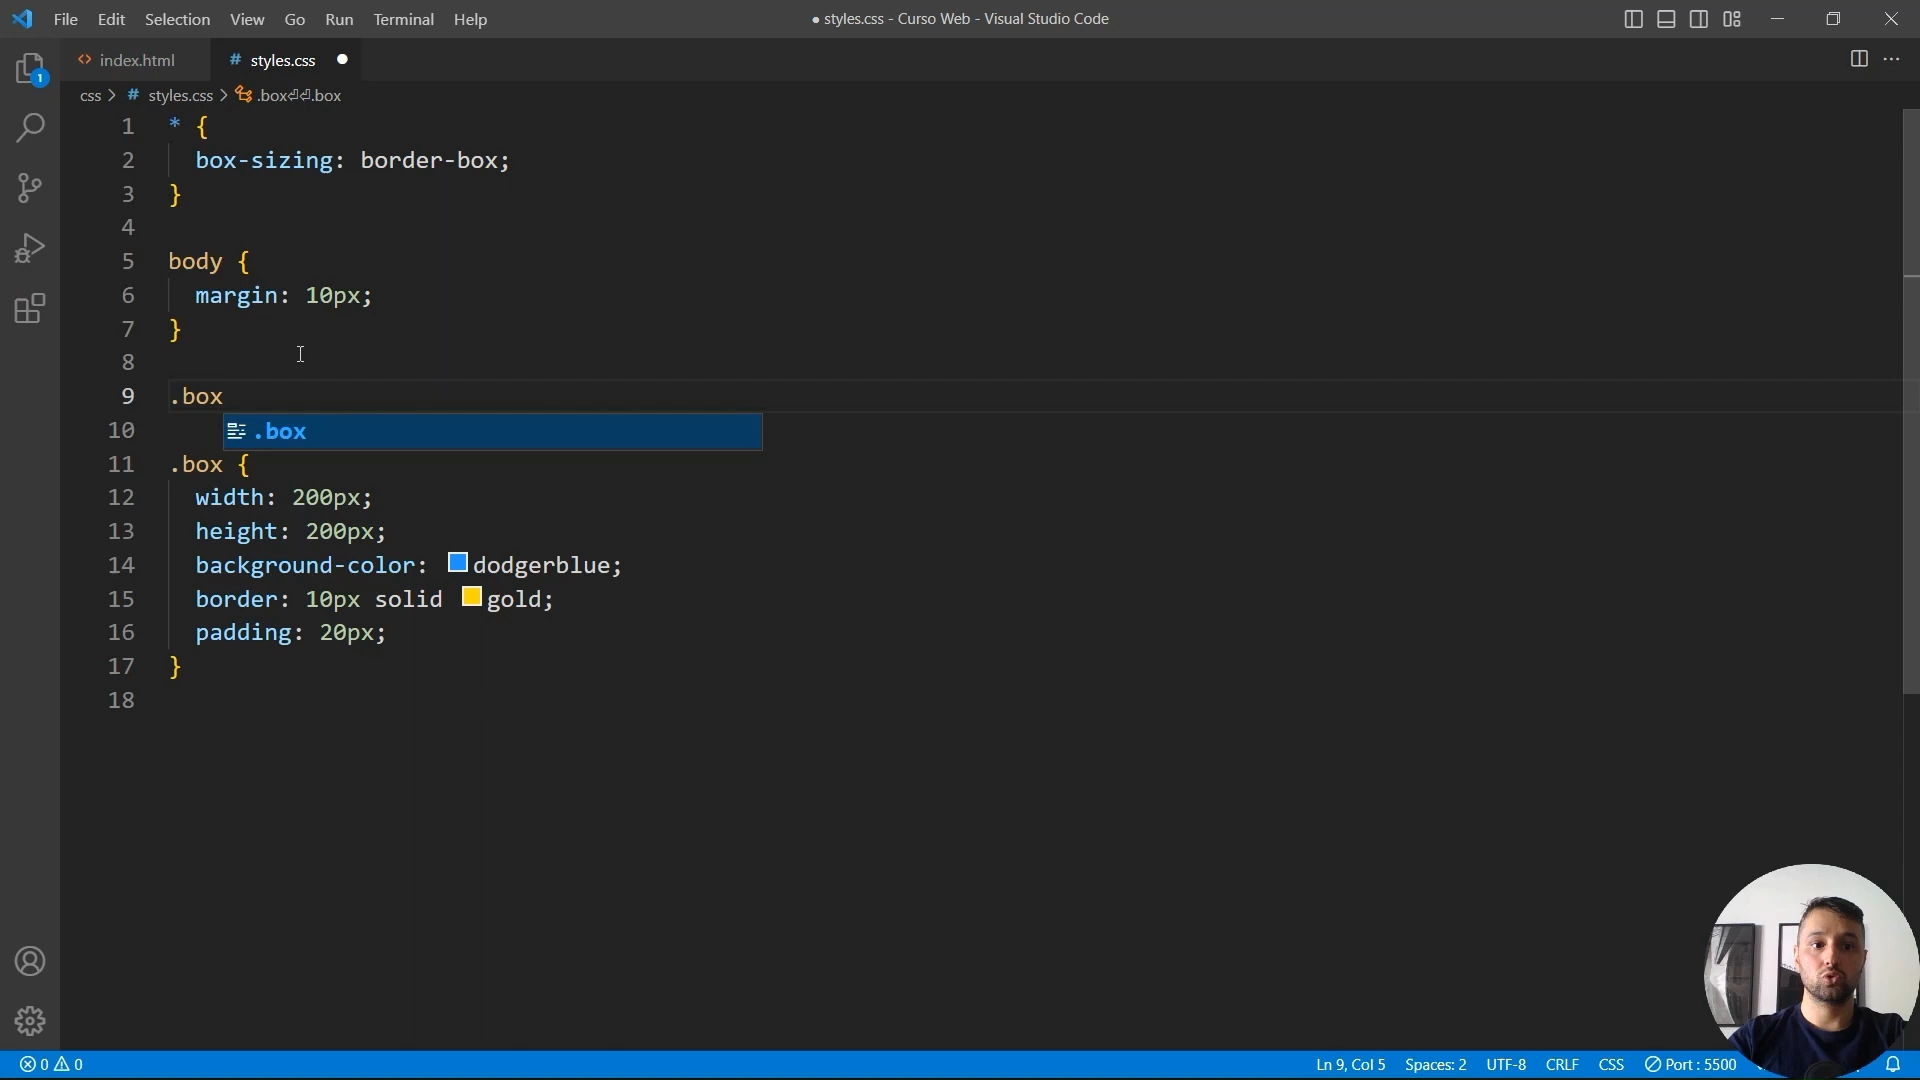 File Edit Selection View Go Run Terminal Help
● styles.css - Curso Web - Visual Studio Code
1
<> index.html
# styles.css ●
css > # styles.css > .box⏎⏎.box
1 * {
2 box-sizing: border-box;
3 }
4
5 body {
6 margin: 10px;
7 }
8
9 .box
.box
10
11 .box {
12 width: 200px;
13 height: 200px;
14 background-color: dodgerblue;
15 border: 10px solid gold;
16 padding: 20px;
17 }
18
0 0
Ln 9, Col 5 Spaces: 2 UTF-8 CRLF CSS Port : 5500